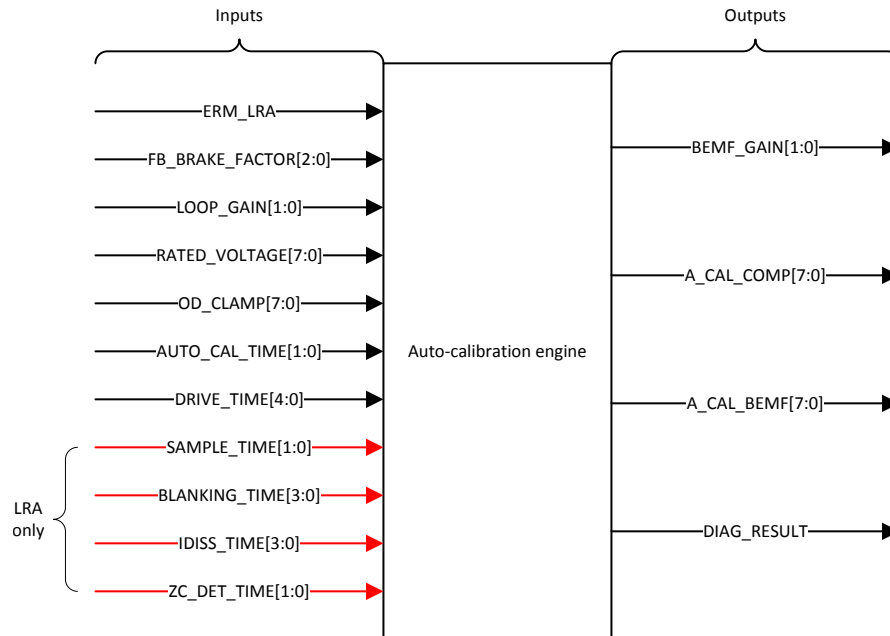 Inputs
Outputs
ERM_LRA
FB_BRAKE_FACTOR[2:0]
LOOP_GAIN[1:0]
RATED_VOLTAGE[7:0]
OD_CLAMP[7:0]
AUTO_CAL_TIME[1:0]
DRIVE_TIME[4:0]
SAMPLE_TIME[1:0]
BLANKING_TIME[3:0]
IDISS_TIME[3:0]
ZC_DET_TIME[1:0]
LRA
only
Auto-calibration engine
BEMF_GAIN[1:0]
A_CAL_COMP[7:0]
A_CAL_BEMF[7:0]
DIAG_RESULT